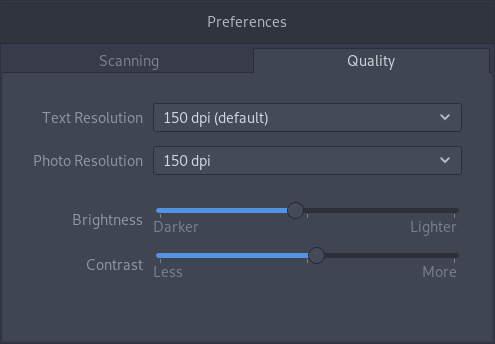 Preferences
Scanning Quality
Text Resolution 150 dpi (default)
Photo Resolution 150 dpi
Brightness
Darker Lighter
Contrast
Less More